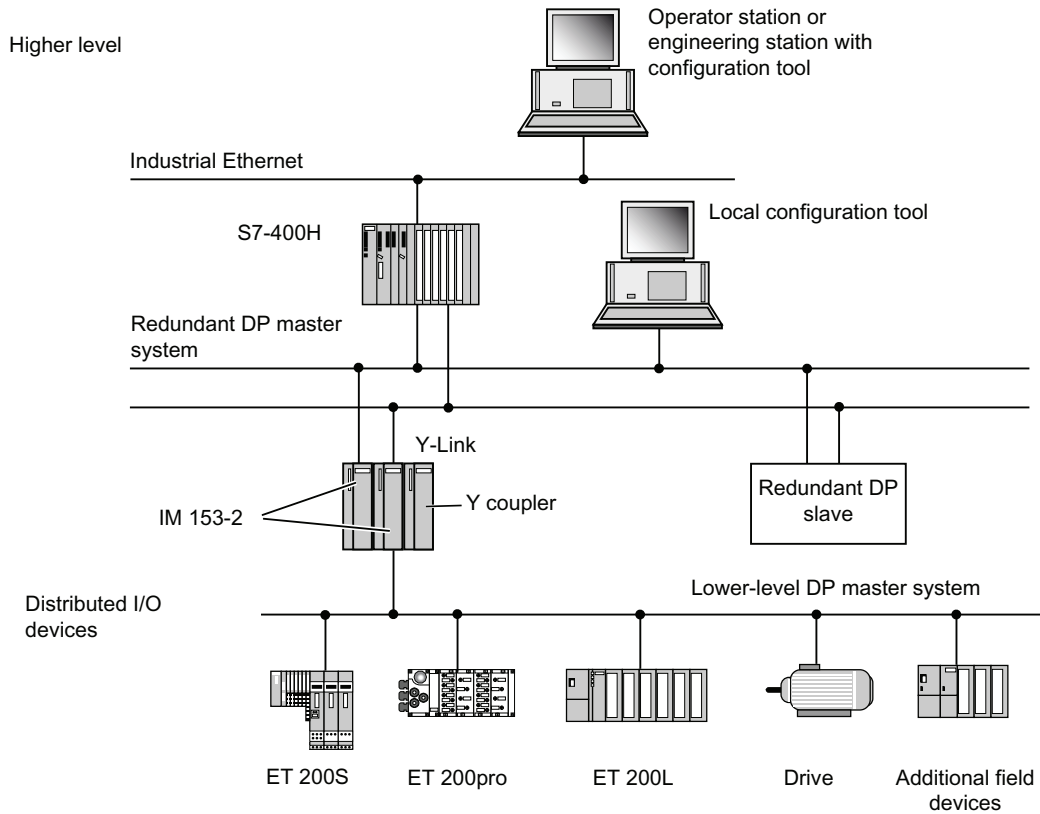 Higher level
Operator station or
engineering station with
configuration tool
Industrial Ethernet
S7-400H
Local configuration tool
Redundant DP master
system
Y-Link
IM 153-2
Y coupler
Redundant DP
slave
Distributed I/O
devices
Lower-level DP master system
ET 200S
ET 200pro
ET 200L
Drive
Additional field
devices